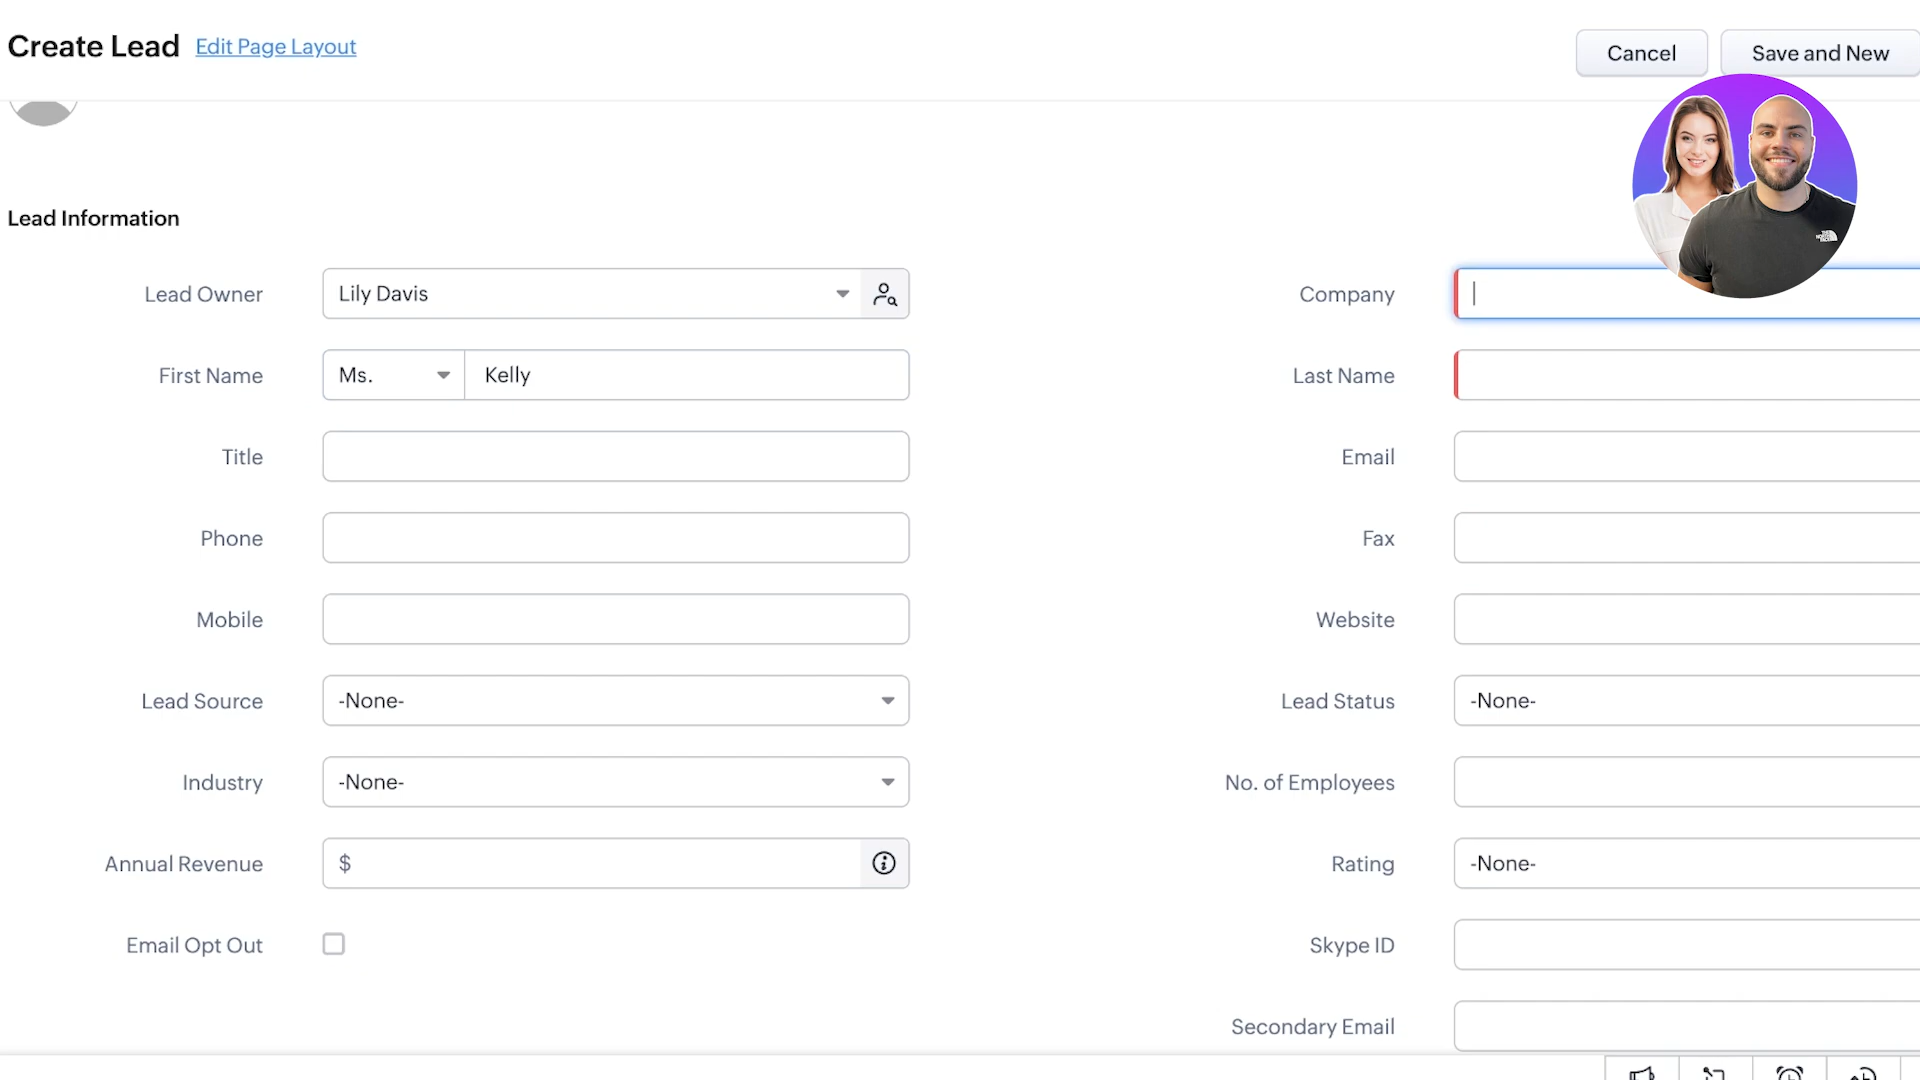 Create Lead Edit Page Layout Cancel Save and New
Lead Information
Lead Owner Lily Davis Company
First Name Ms. Kelly Last Name
Title Email
Phone Fax
Mobile Website
Lead Source -None- Lead Status -None-
Industry -None- No. of Employees
Annual Revenue $ Rating -None-
Email Opt Out Skype ID
Secondary Email